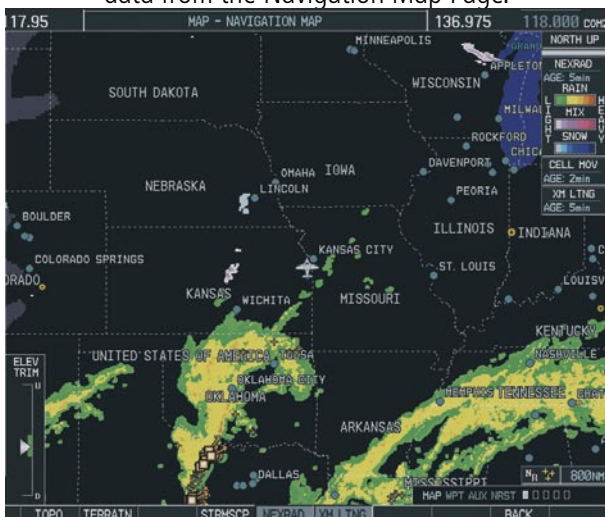 data from the Navigation Map Page.
117.95 MAP - NAVIGATION MAP 136.975 118.000 COM2
MINNEAPOLIS
NORTH UP
GRAND
APPLETON
NEXRAD
AGE: 5min
SOUTH DAKOTA
WISCONSIN
RAIN
LIGHT
HEAVY
MILWAU
MIX
ROCKFORD
SNOW
CHIC
DAVENPORT
CELL MOV
OMAHA IOWA
AGE: 2min
NEBRASKA
LINCOLN
PEORIA
XM LTNG
AGE: 5min
BOULDER
ILLINOIS
INDIANA
KANSAS CITY
COLORADO SPRINGS
ST. LOUIS
ORADO
LOUISV
KANSAS
WICHITA
MISSOURI
KENTUCKY
NASHVILLE
ELEV
TRIM
UNITED STATES OF AMERICA
TULSA
U
OKLAHOMA CITY
OKLAHOMA
MEMPHIS TENNESSEE
ARKANSAS
DALLAS
800NM
MISSISSIPPI
D
MAP WPT AUX NRST
TOPO TERRAIN STRMSCP NEXRAD XM LTNG BACK